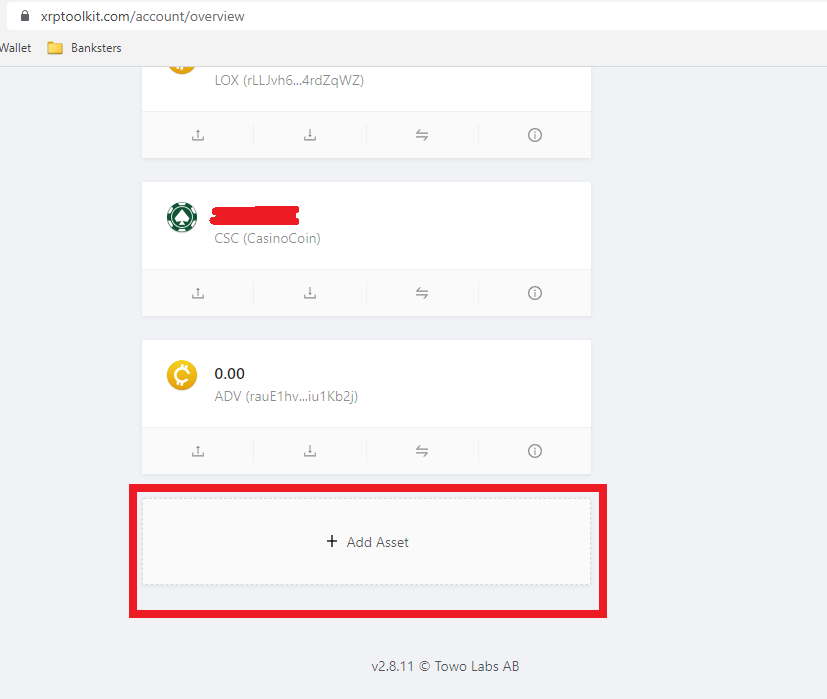 xrptoolkit.com/account/overview
Wallet Banksters
LOX (rLLJvh6...4rdZqWZ)
CSC (CasinoCoin)
0.00
ADV (rauE1hv...iu1Kb2j)
+ Add Asset
v2.8.11 © Towo Labs AB